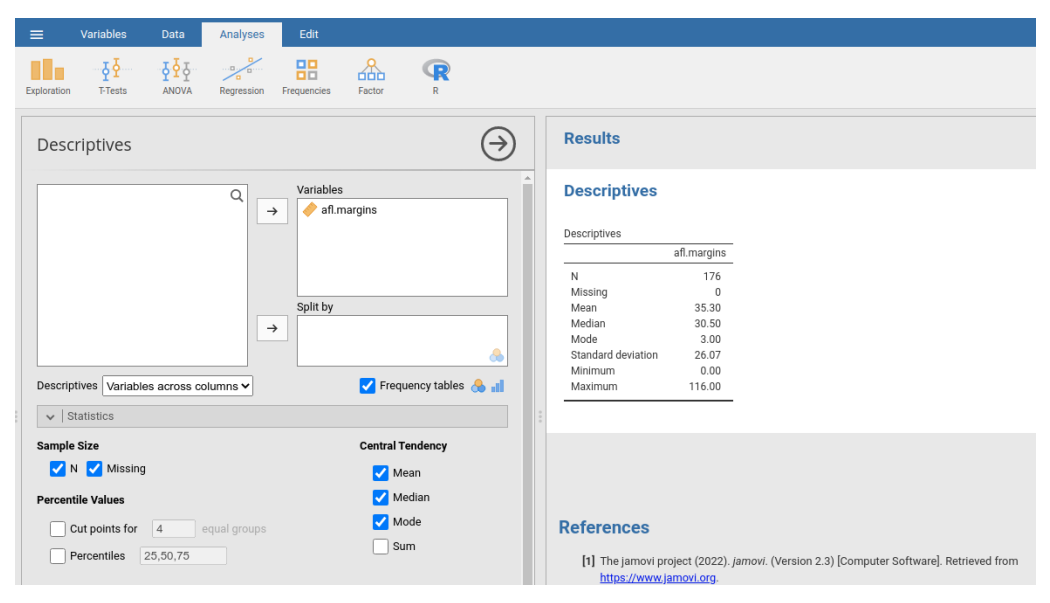 Variables Data Analyses Edit
Exploration T-Tests ANOVA Regression Frequencies Factor R R
Descriptives
Variables
afl.margins
Split by
Descriptives Variables across columns Frequency tables
Statistics
Sample Size
N Missing
Percentile Values
Cut points for 4 equal groups
Percentiles 25,50,75
Central Tendency
Mean
Median
Mode
Sum
Results
Descriptives
Descriptives
afl.margins
N 176
Missing 0
Mean 35.30
Median 30.50
Mode 3.00
Standard deviation 26.07
Minimum 0.00
Maximum 116.00
References
[1] The jamovi project (2022). jamovi. (Version 2.3) [Computer Software]. Retrieved from
https://www.jamovi.org.